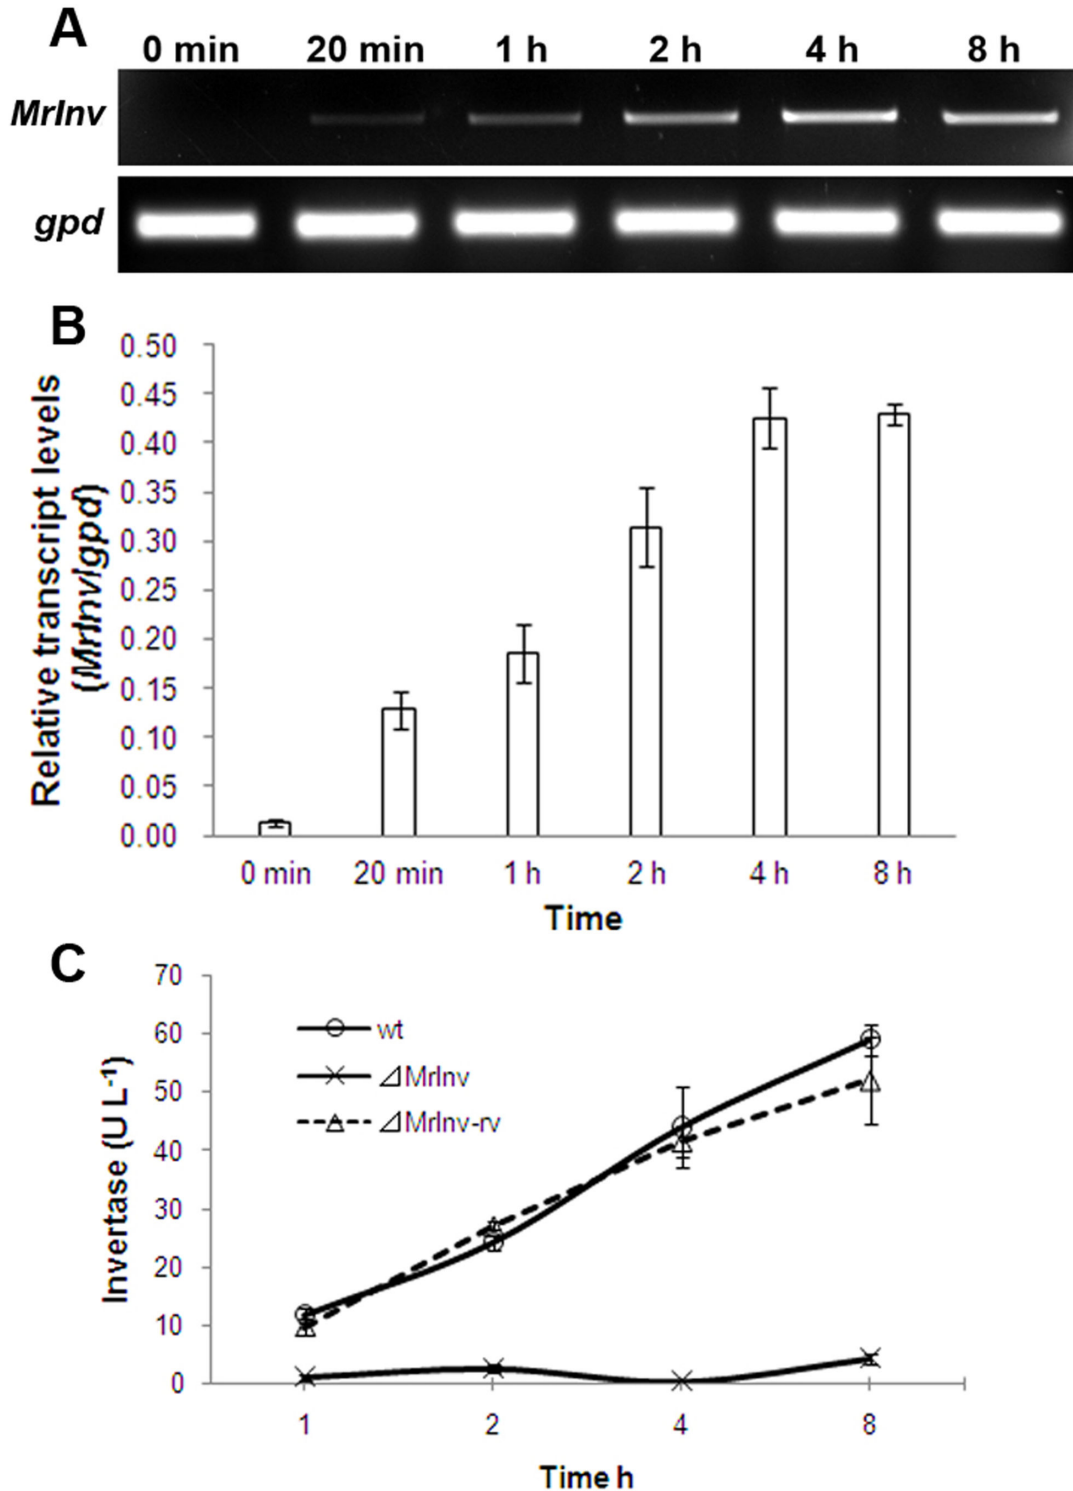 A
0 min 20 min 1 h 2 h 4 h 8 h
MrInv
gpd
B
Relative transcript levels
(MrInv/gpd)
0.50
0.45
0.40
0.35
0.30
0.25
0.20
0.15
0.10
0.05
0.00
0 min 20 min 1 h 2 h 4 h 8 h
Time
C
Invertase (U L-1)
70
60
50
40
30
20
10
0
wt
⊿MrInv
⊿MrInv-rv
1 2 4 8
Time h